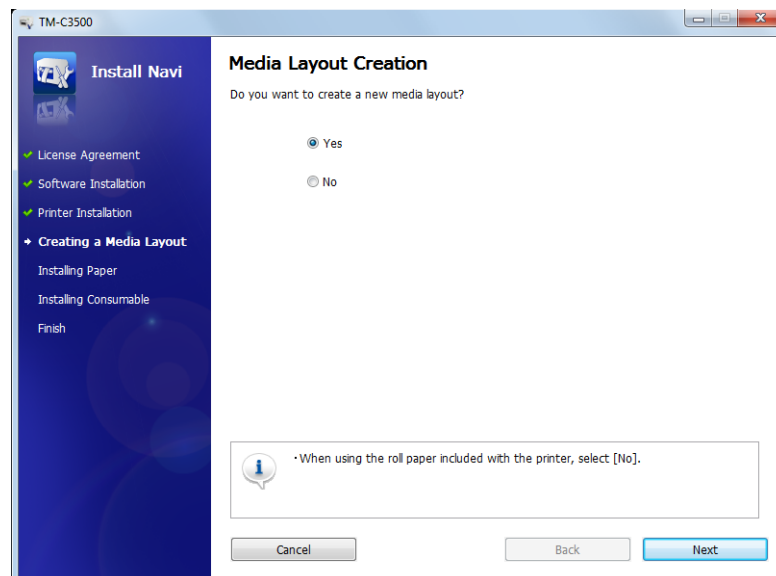 TM-C3500
Install Navi
License Agreement
Software Installation
Printer Installation
Creating a Media Layout
Installing Paper
Installing Consumable
Finish
Media Layout Creation
Do you want to create a new media layout?
Yes
No
・When using the roll paper included with the printer, select [No].
Cancel
Back
Next